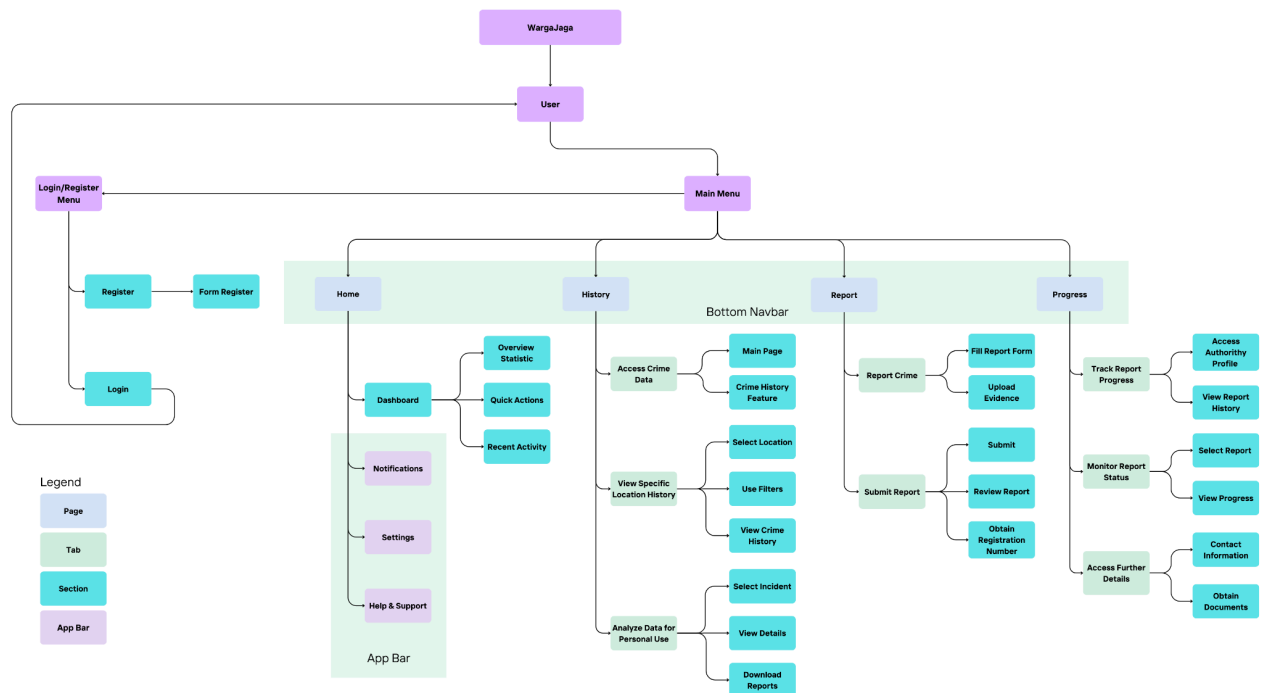 WargaJaga
User
Login/Register
Menu
Main Menu
Register
Form Register
Login
Home
History
Report
Progress
Bottom Navbar
Dashboard
Overview
Statistic
Quick Actions
Recent Activity
Notifications
Settings
Help & Support
App Bar
Access Crime
Data
Main Page
Crime History
Feature
View Specific
Location History
Select Location
Use Filters
View Crime
History
Analyze Data for
Personal Use
Select Incident
View Details
Download
Reports
Report Crime
Fill Report Form
Upload
Evidence
Submit Report
Submit
Review Report
Obtain
Registration
Number
Track Report
Progress
Access
Authorithy
Profile
View Report
History
Monitor Report
Status
Select Report
View Progress
Access Further
Details
Contact
Information
Obtain
Documents
Legend
Page
Tab
Section
App Bar